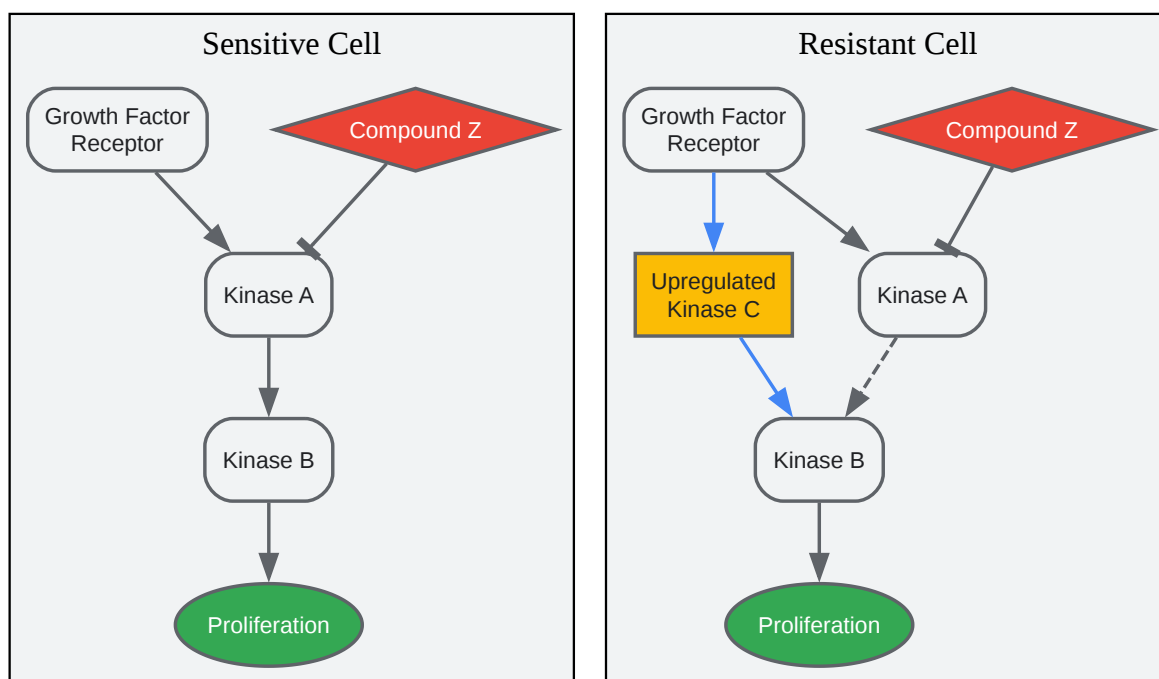 Sensitive Cell
Growth Factor
Receptor
Compound Z
Kinase A
Kinase B
Proliferation
Resistant Cell
Growth Factor
Receptor
Compound Z
Upregulated
Kinase C
Kinase A
Kinase B
Proliferation